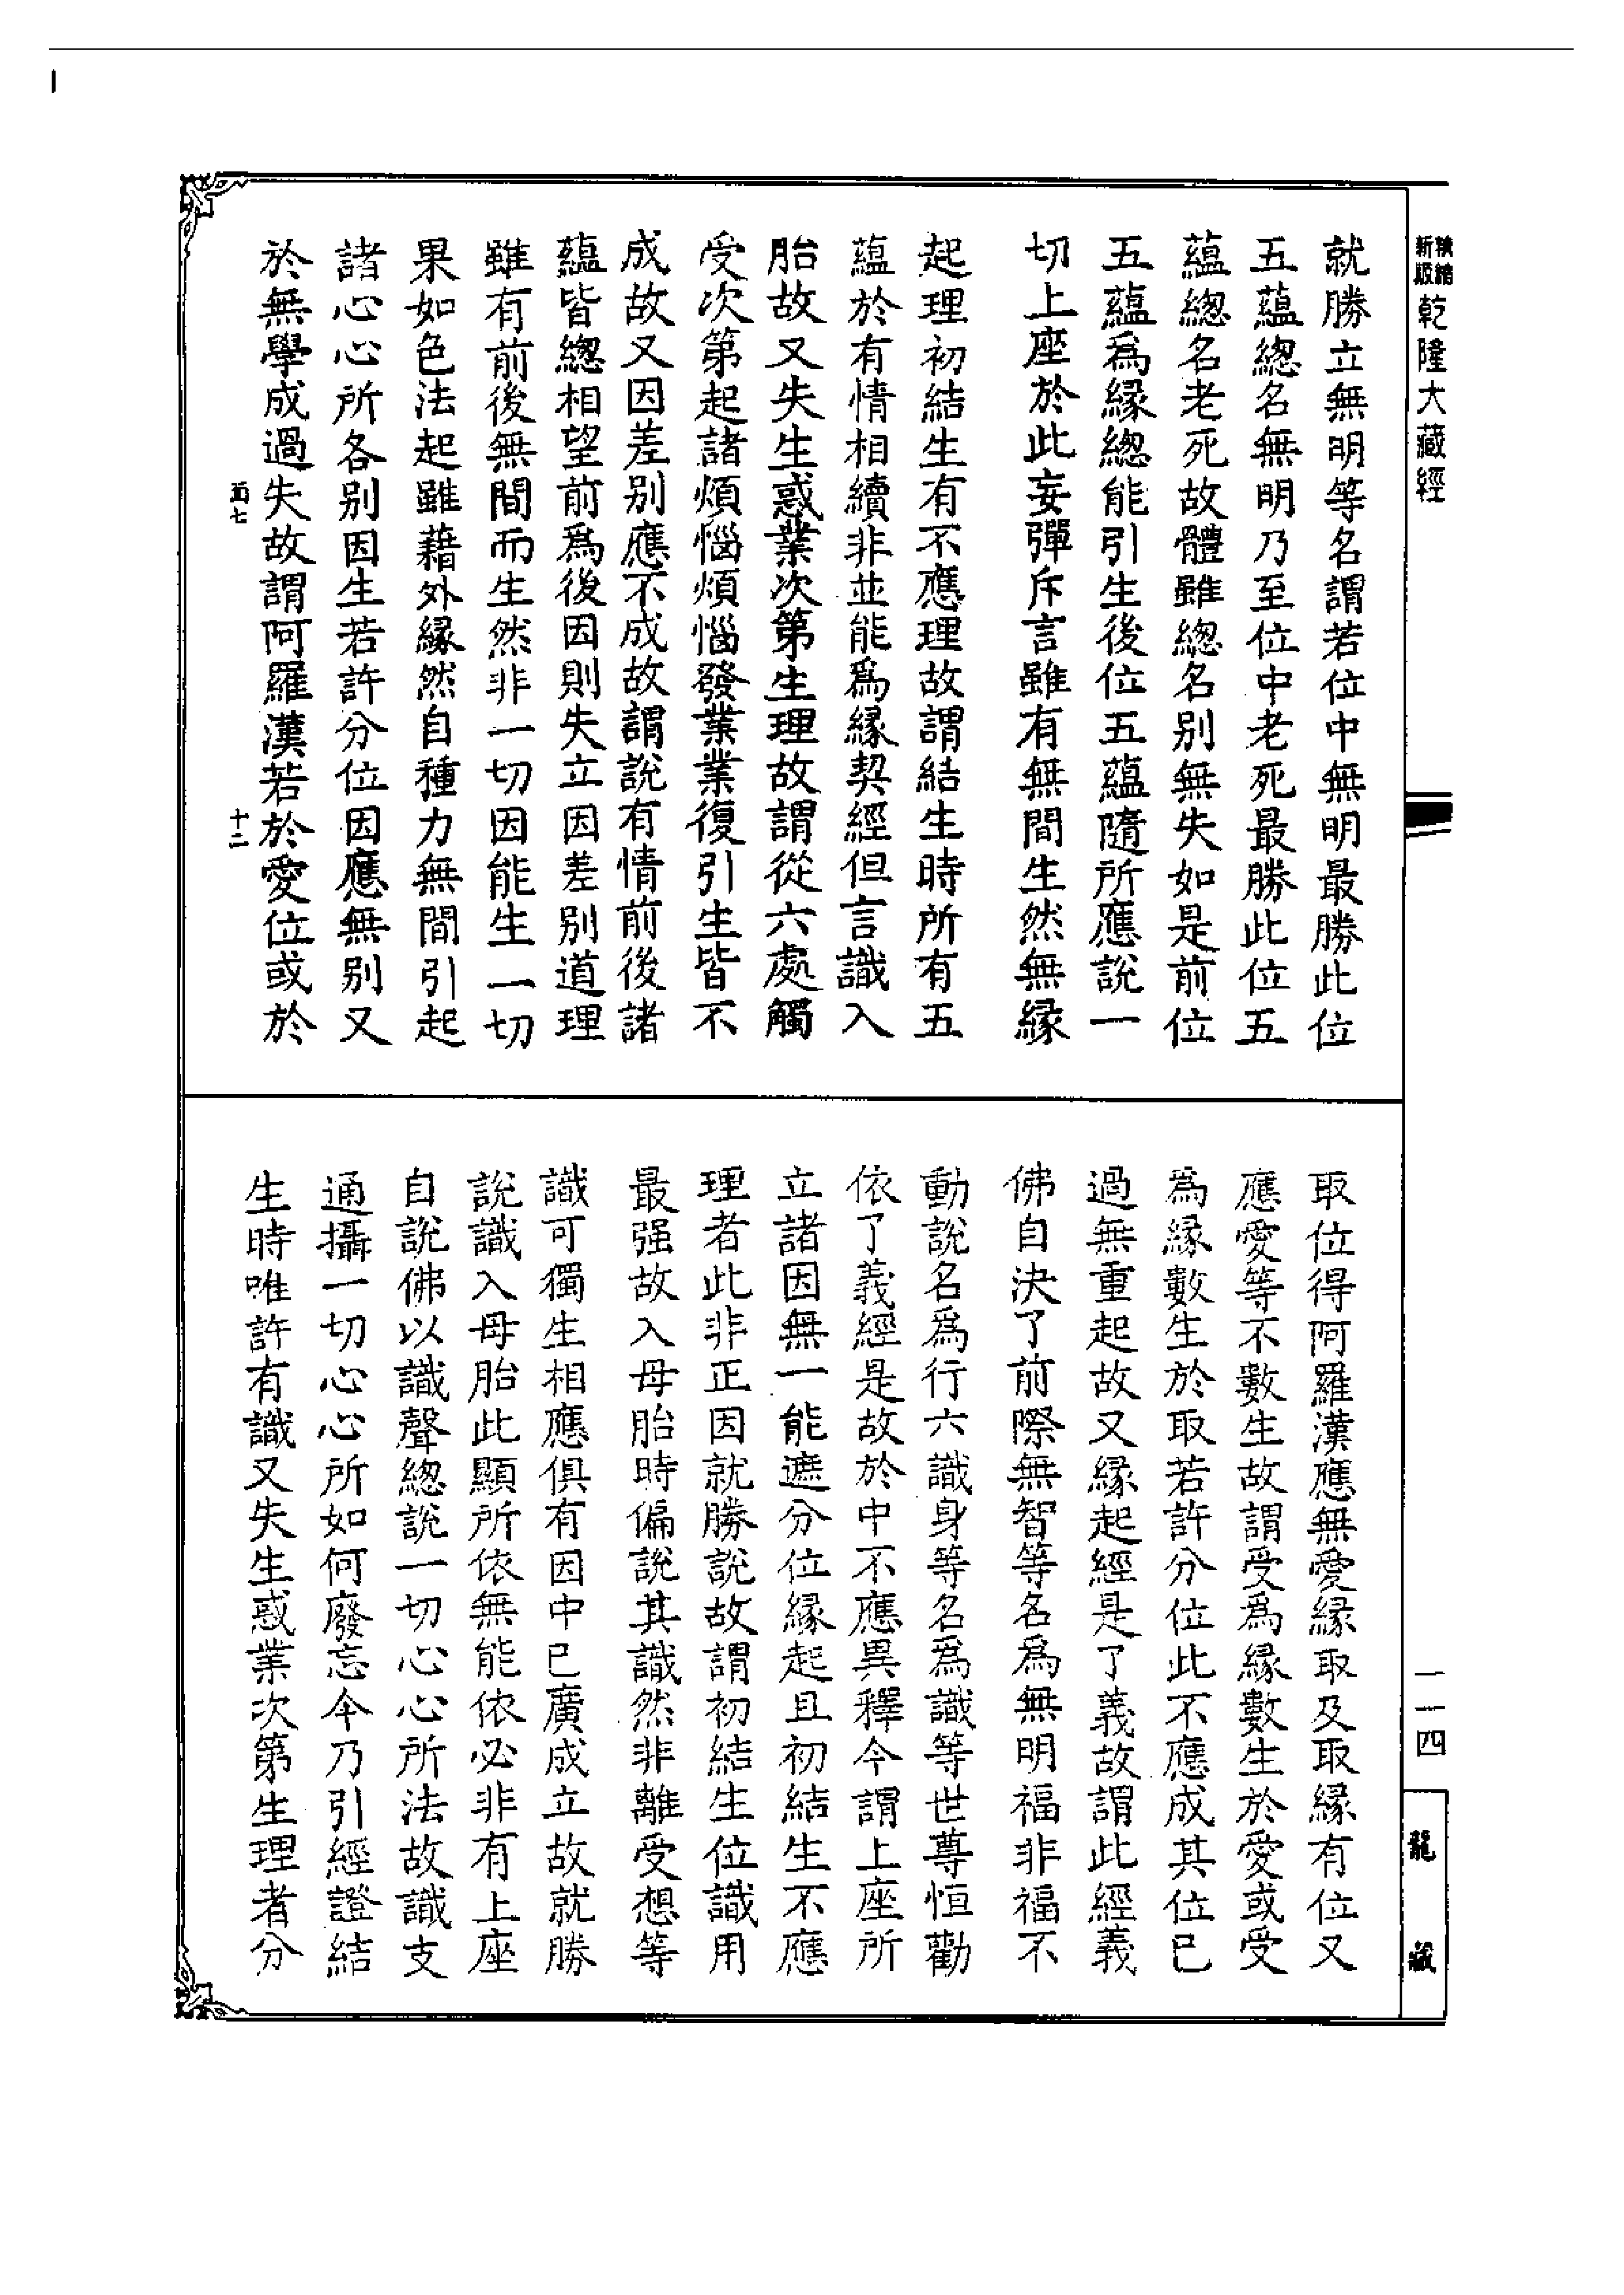 精縮新版乾隆大藏經
就勝立無明等名謂若位中無明最勝此位
五蘊緫名無明乃至位中老死最勝此位五
蘊緫名老死故體雖緫名别無失如是前位
五蘊爲緣緫能引生後位五蘊隨所應説一
切上座於此妄彈斥言雖有無間生然無緣
起理初結生有不應理故謂結生時所有五
蘊於有情相續非並能爲緣契經但言識入
胎故又失生惑業次第生理故謂從六處觸
受次第起諸煩惱煩惱發業業復引生皆不
成故又因差别應不成故謂説有情前後諸
蘊皆緫相望前爲後因則失立因差别道理
雖有前後無間而生然非一切因能生一切
果如色法起雖藉外緣然自種力無間引起
諸心心所各别因生若許分位因應無别又
於無學成過失故謂阿羅漢若於愛位或於
十二
取位得阿羅漢應無愛緣取及取緣有位又
應愛等不數生故謂受爲緣數生於愛或受
為緣數生於取若許分位此不應成其位已
過無重起故又緣起經是了義故謂此經義
佛自決了前際無智等名爲無明福非福不
動説名爲行六識身等名爲識等世尊恒勸
依了義經是故於中不應異釋今謂上座所
立諸因無一能遮分位緣起且初結生不應
理者此非正因就勝説故謂初結生位識用
最强故入母胎時偏説其識然非離受想等
識可獨生相應俱有因中已廣成立故就勝
説識入母胎此顯所依無能依必非有上座
自説佛以識聲緫説一切心心所法故識支
通攝一切心心所如何廢忘今乃引經證結
生時唯許有識又失生惑業次第生理者分
一一四
龍藏